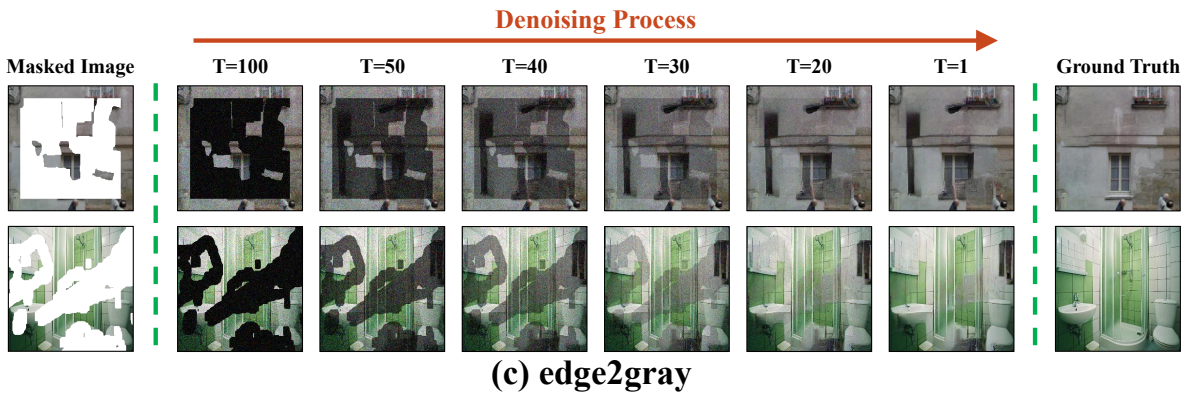 Denoising Process
Masked Image T=100 T=50 T=40 T=30 T=20 T=1 Ground Truth
(c) edge2gray